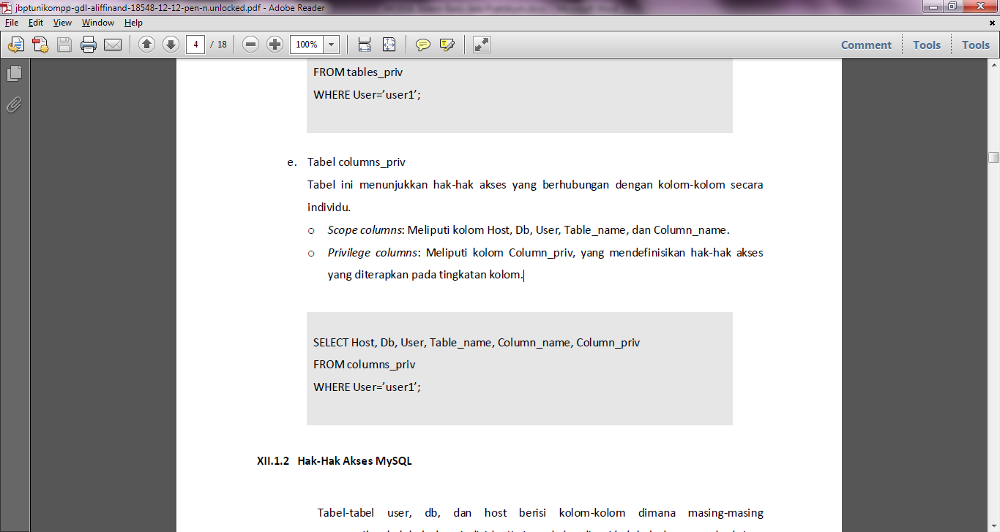 jbptunikompp-gdl-aliffinand-18548-12-12-pen-n.unlocked.pdf - Adobe Reader
File Edit View Window Help
4 / 18 100% Comment Tools Tools
FROM tables_priv
WHERE User=’user1’;
e. Tabel columns_priv
Tabel ini menunjukkan hak-hak akses yang berhubungan dengan kolom-kolom secara
individu.
o Scope columns: Meliputi kolom Host, Db, User, Table_name, dan Column_name.
o Privilege columns: Meliputi kolom Column_priv, yang mendefinisikan hak-hak akses
yang diterapkan pada tingkatan kolom.
SELECT Host, Db, User, Table_name, Column_name, Column_priv
FROM columns_priv
WHERE User=’user1’;
XII.1.2 Hak-Hak Akses MySQL
Tabel-tabel user, db, dan host berisi kolom-kolom dimana masing-masing